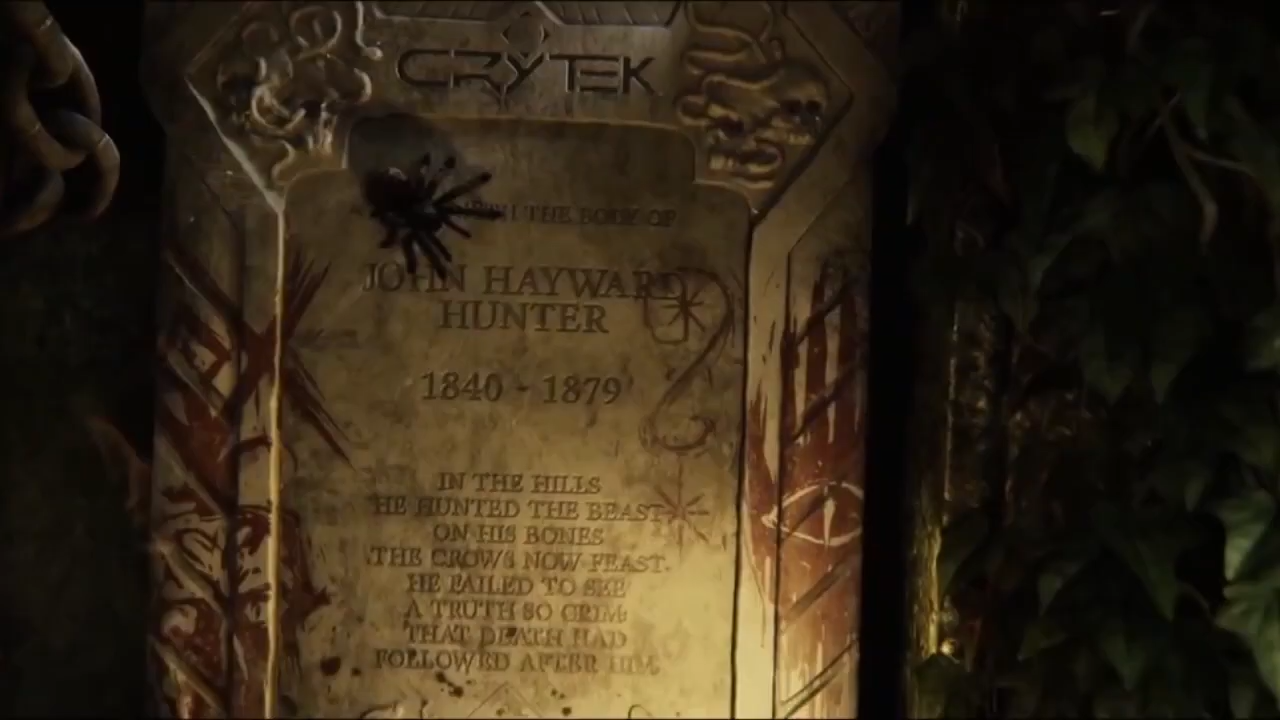 CRYTEK
THE BODY OF
JOHN HAYWARD
HUNTER
1840 - 1879
IN THE HILLS
HE HUNTED THE BEAST
ON HIS BONES
THE CROWS NOW FEAST.
HE FAILED TO SEE
A TRUTH SO GRIM:
THAT DEATH HAD
FOLLOWED AFTER HIM.